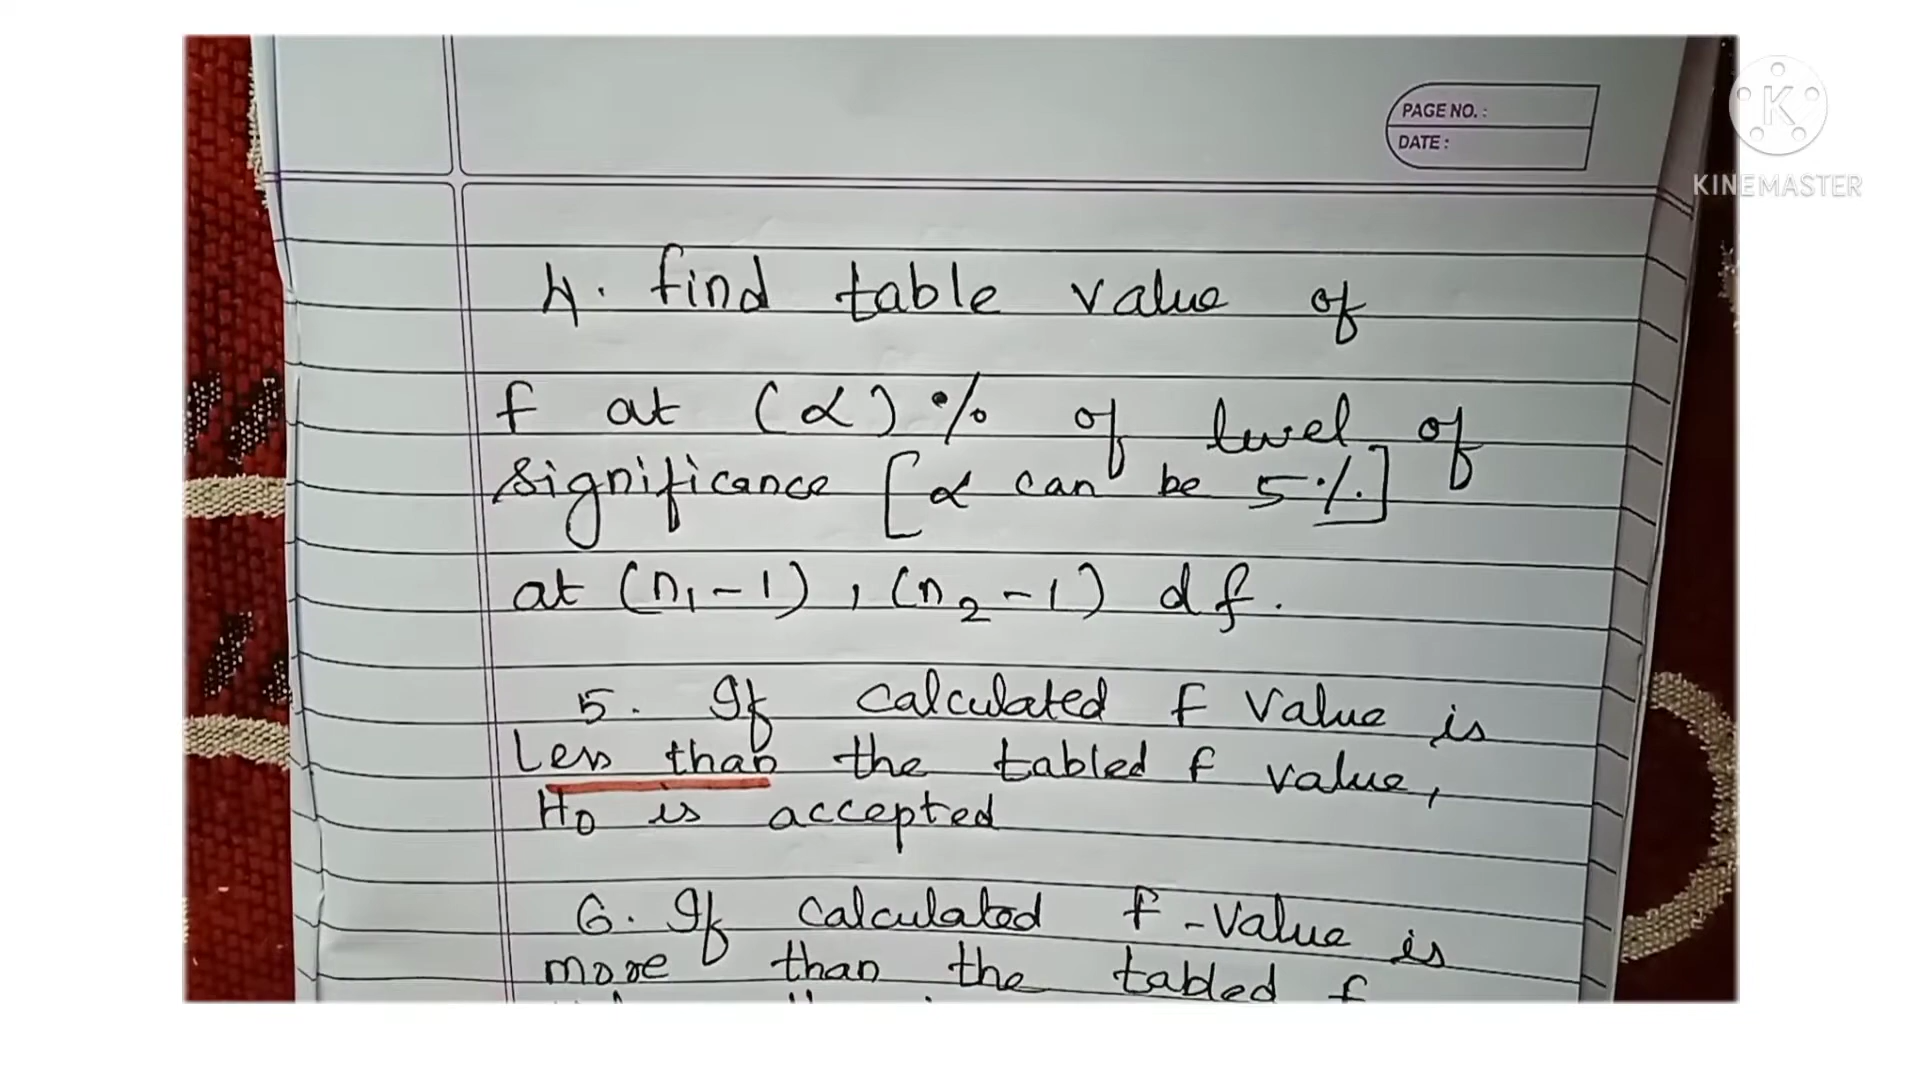 PAGE NO. :
DATE :
KINEMASTER
4. find table value of
f at (α) % of level of
significance [α can be 5%]
at (n₁-1), (n₂-1) df.
5. If calculated f value is
less than the tabled f value,
H₀ is accepted
6. If calculated f-value is
more than the tabled f